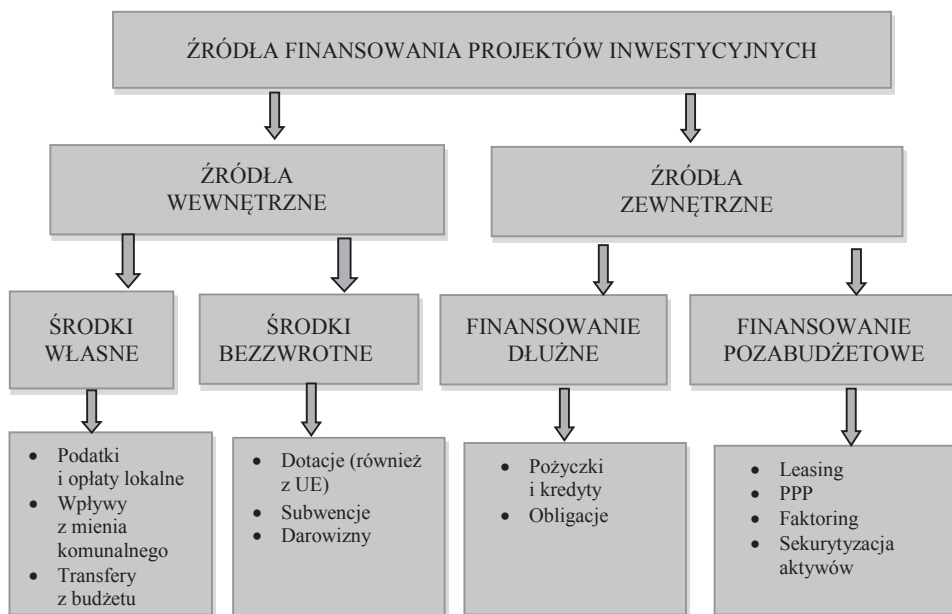 ŹRÓDŁA FINANSOWANIA PROJEKTÓW INWESTYCYJNYCH
ŹRÓDŁA
WEWNĘTRZNE
ŹRÓDŁA
ZEWNĘTRZNE
ŚRODKI
WŁASNE
ŚRODKI
BEZZWROTNE
FINANSOWANIE
DŁUŻNE
FINANSOWANIE
POZABUDŻETOWE
• Podatki
i opłaty lokalne
• Wpływy
z mienia
komunalnego
• Transfery
z budżetu
• Dotacje (również
z UE)
• Subwencje
• Darowizny
• Pożyczki
i kredyty
• Obligacje
• Leasing
• PPP
• Faktoring
• Sekurytyzacja
aktywów